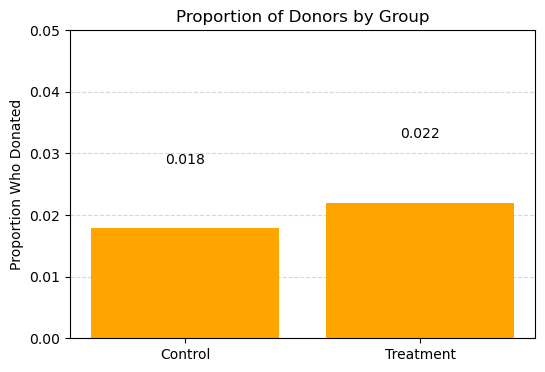 Proportion of Donors by Group
Proportion Who Donated
0.05
0.04
0.03
0.02
0.01
0.00
0.018
0.022
Control
Treatment